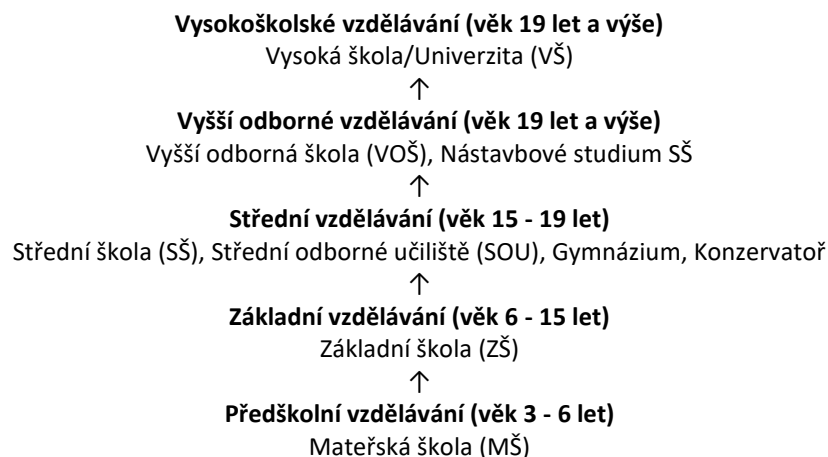 Vysokoškolské vzdělávání (věk 19 let a výše)
Vysoká škola/Univerzita (VŠ)
↑
Vyšší odborné vzdělávání (věk 19 let a výše)
Vyšší odborná škola (VOŠ), Nástavbové studium SŠ
↑
Střední vzdělávání (věk 15 - 19 let)
Střední škola (SŠ), Střední odborné učiliště (SOU), Gymnázium, Konzervatoř
↑
Základní vzdělávání (věk 6 - 15 let)
Základní škola (ZŠ)
↑
Předškolní vzdělávání (věk 3 - 6 let)
Mateřská škola (MŠ)